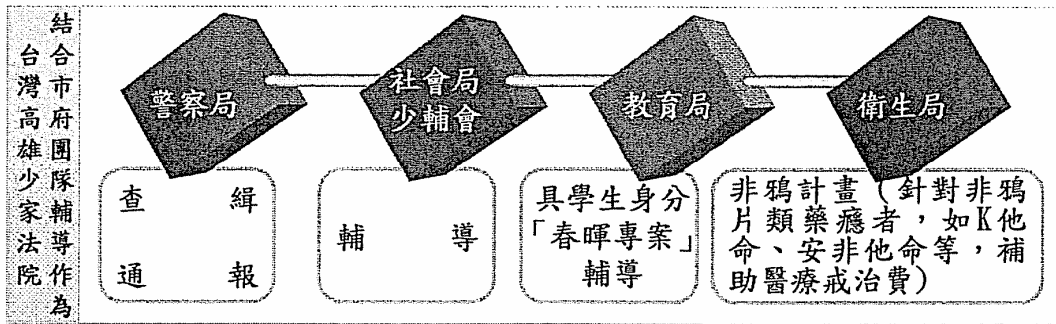 台灣高雄少家法院
結合市府團隊輔導作為
警察局
社會局
少輔會
教育局
衛生局
查緝
通報
輔導
具學生身分
「春暉專案」
輔導
非鴉計畫（針對非鴉
片類藥癮者，如K他
命、安非他命等，補
助醫療戒治費）